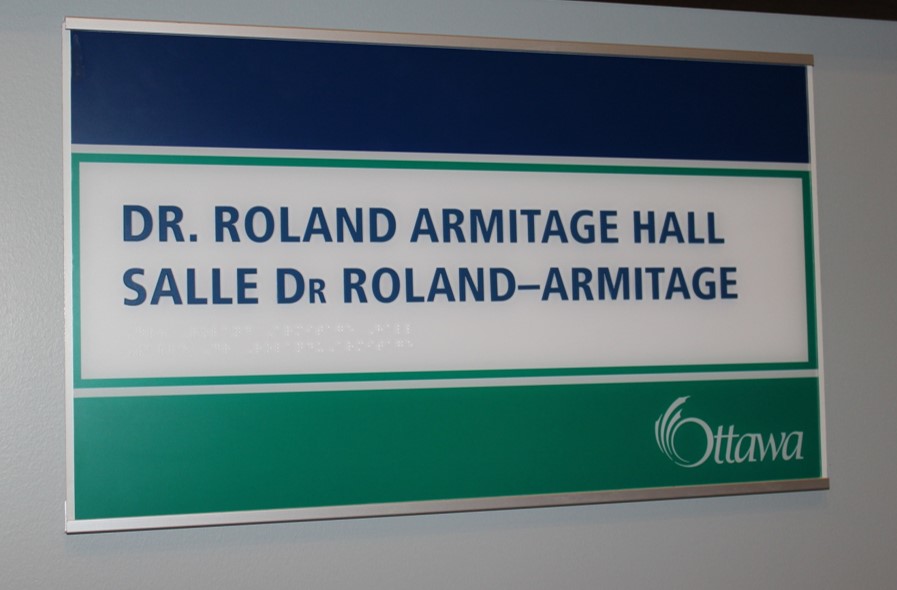 DR. ROLAND ARMITAGE HALL
SALLE DR ROLAND–ARMITAGE
Ottawa